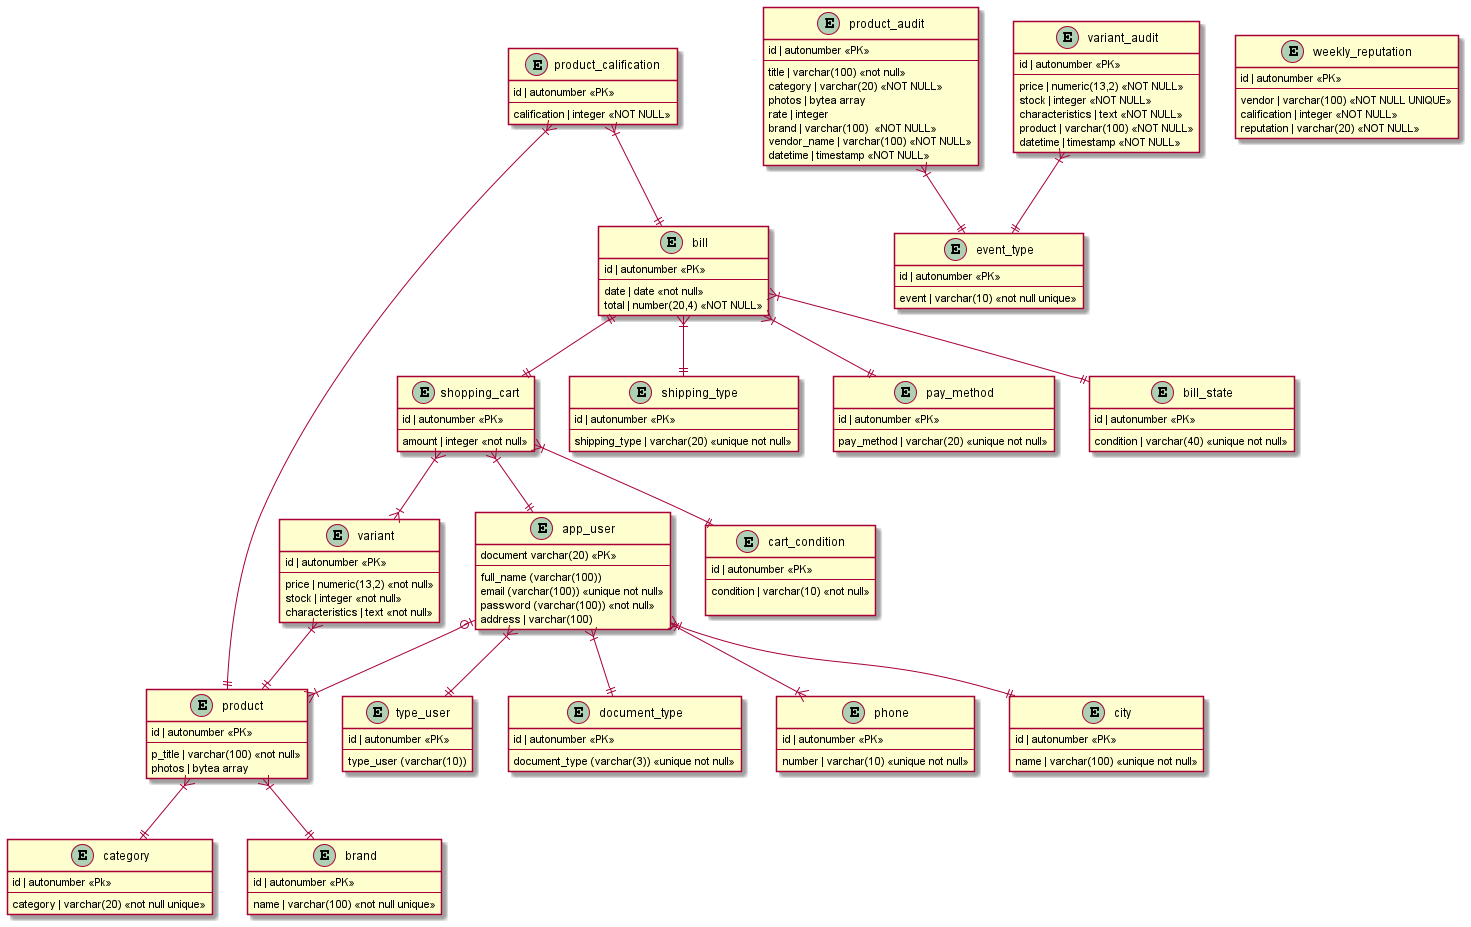 E product_audit
id | autonumber «PK»
title | varchar(100) «not null»
category | varchar(20) «NOT NULL»
photos | bytea array
rate | integer
brand | varchar(100)  «NOT NULL»
vendor_name | varchar(100) «NOT NULL»
datetime | timestamp «NOT NULL»
E variant_audit
id | autonumber «PK»
price | numeric(13,2) «NOT NULL»
stock | integer «NOT NULL»
characteristics | text «NOT NULL»
product | varchar(100) «NOT NULL»
datetime | timestamp «NOT NULL»
E weekly_reputation
id | autonumber «PK»
vendor | varchar(100) «NOT NULL UNIQUE»
calification | integer «NOT NULL»
reputation | varchar(20) «NOT NULL»
E product_calification
id | autonumber «PK»
calification | integer «NOT NULL»
E bill
id | autonumber «PK»
date | date «not null»
total | number(20,4) «NOT NULL»
E event_type
id | autonumber «PK»
event | varchar(10) «not null unique»
E shopping_cart
id | autonumber «PK»
amount | integer «not null»
E shipping_type
id | autonumber «PK»
shipping_type | varchar(20) «unique not null»
E pay_method
id | autonumber «PK»
pay_method | varchar(20) «unique not null»
E bill_state
id | autonumber «PK»
condition | varchar(40) «unique not null»
E variant
id | autonumber «PK»
price | numeric(13,2) «not null»
stock | integer «not null»
characteristics | text «not null»
E app_user
document varchar(20) «PK»
full_name (varchar(100))
email (varchar(100)) «unique not null»
password (varchar(100)) «not null»
address | varchar(100)
E cart_condition
id | autonumber «PK»
condition | varchar(10) «not null»
E product
id | autonumber «PK»
p_title | varchar(100) «not null»
photos | bytea array
E type_user
id | autonumber «PK»
type_user (varchar(10))
E document_type
id | autonumber «PK»
document_type (varchar(3)) «unique not null»
E phone
id | autonumber «PK»
number | varchar(10) «unique not null»
E city
id | autonumber «PK»
name | varchar(100) «unique not null»
E category
id | autonumber «Pk»
category | varchar(20) «not null unique»
E brand
id | autonumber «PK»
name | varchar(100) «not null unique»